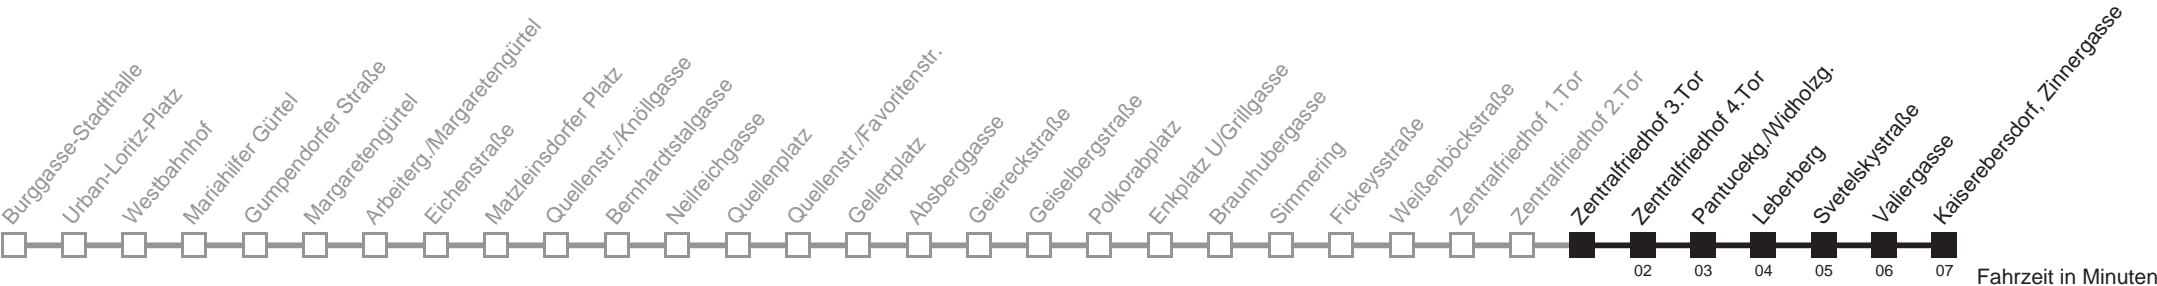 Burggasse-Stadthalle
Urban-Loritz-Platz
Westbahnhof
Mariahilfer Gürtel
Gumpendorfer Straße
Margaretengürtel
Arbeiterg./Margaretengürtel
Eichenstraße
Matzleinsdorfer Platz
Quellenstr./Knöllgasse
Bernhardtstalgasse
Neilreichgasse
Quellenplatz
Quellenstr./Favoritenstr.
Gellertplatz
Absberggasse
Geiereckstraße
Geiselbergstraße
Polkorabplatz
Enkplatz U/Grillgasse
Braunhubergasse
Simmering
Fickeysstraße
Weißenböckstraße
Zentralfriedhof 1.Tor
Zentralfriedhof 2.Tor
Zentralfriedhof 3.Tor
Zentralfriedhof 4.Tor
Pantucekg./Widholzg.
Leberberg
Svetelskystraße
Valiergasse
Kaiserebersdorf, Zinnergasse
02 03 04 05 06 07
Fahrzeit in Minuten